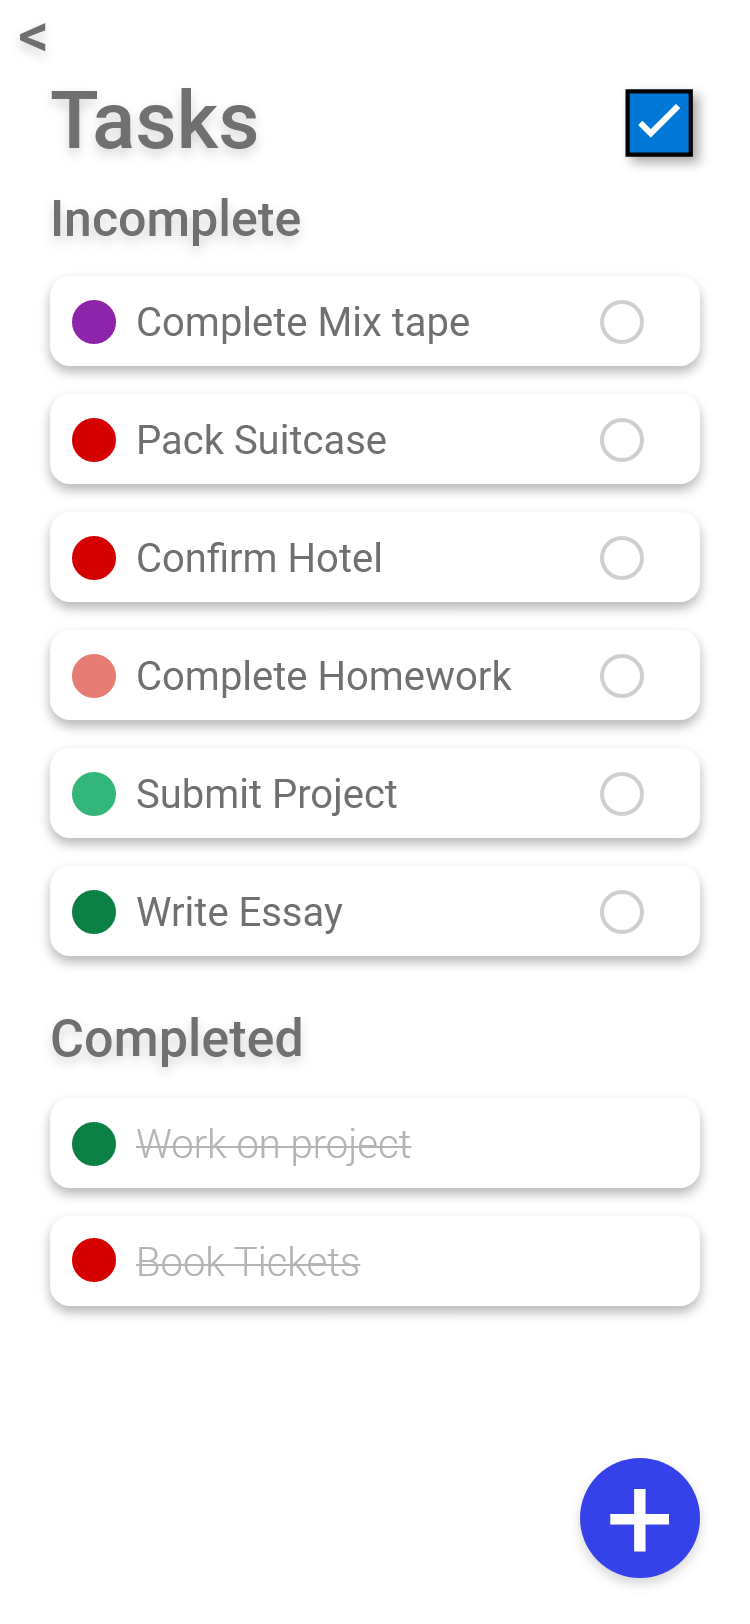 <
Tasks
Incomplete
Complete Mix tape
Pack Suitcase
Confirm Hotel
Complete Homework
Submit Project
Write Essay
Completed
Work on project
Book Tickets
+